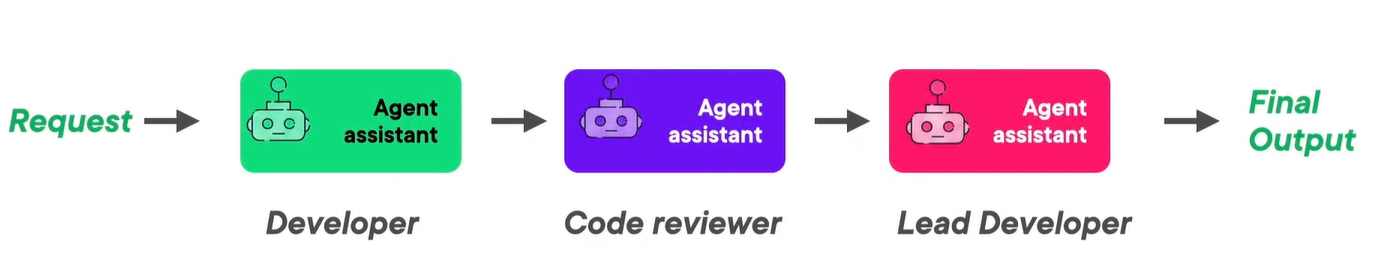 Request
Agent
assistant
Developer
Agent
assistant
Code reviewer
Agent
assistant
Lead Developer
Final
Output